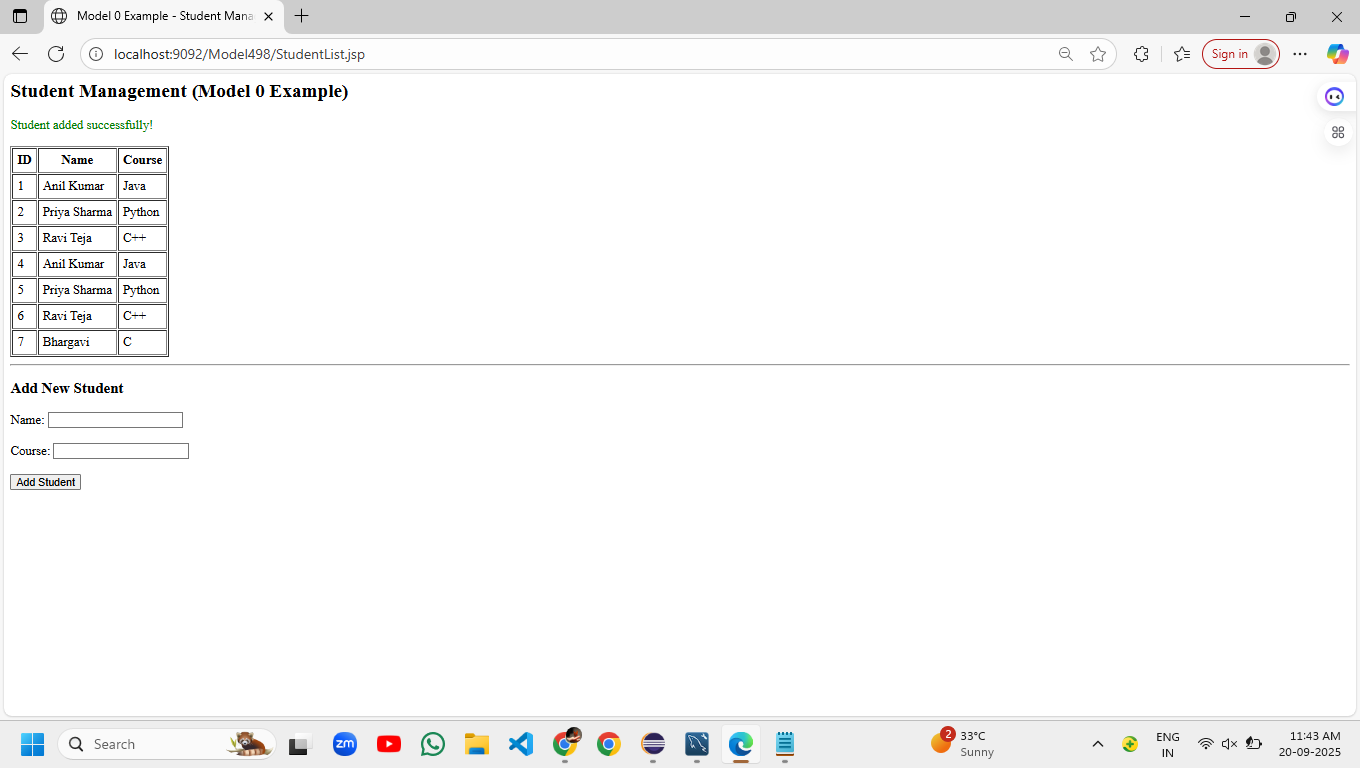 Model 0 Example - Student Mana
localhost:9092/Model498/StudentList.jsp
Sign in
Student Management (Model 0 Example)
Student added successfully!
ID Name Course
1 Anil Kumar Java
2 Priya Sharma Python
3 Ravi Teja C++
4 Anil Kumar Java
5 Priya Sharma Python
6 Ravi Teja C++
7 Bhargavi C
Add New Student
Name:
Course:
Add Student
Search
zm
2
33°C
Sunny
ENG
IN
11:43 AM
20-09-2025